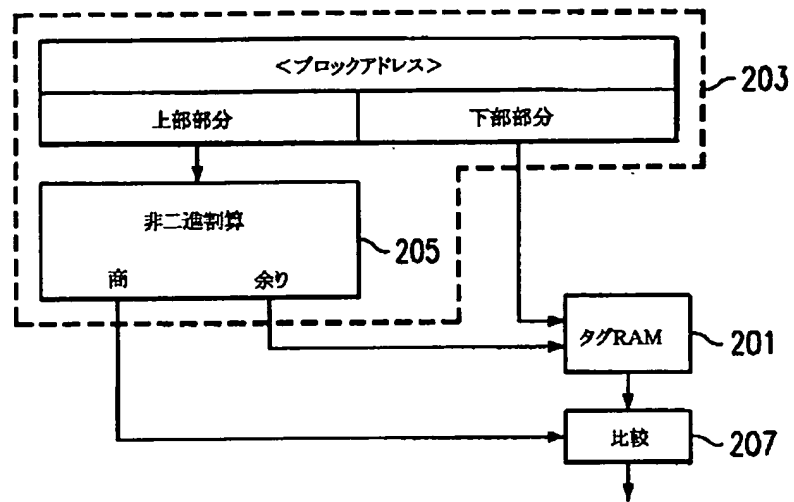 <ブロックアドレス>
203
上部部分
下部部分
非二進割算
205
商
余り
タグRAM
201
比較
207